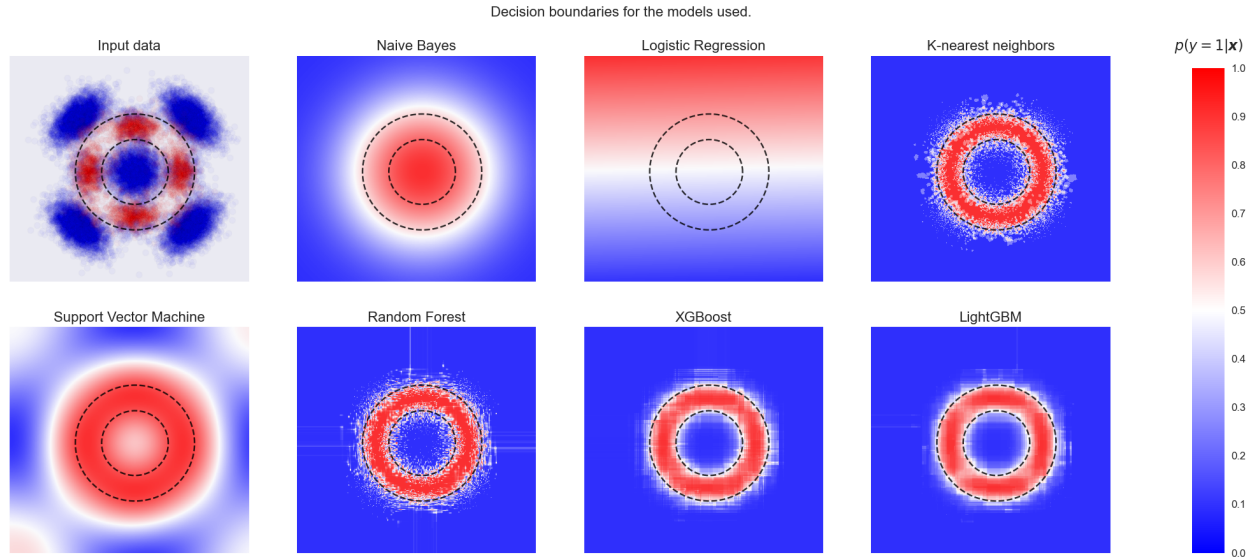 Decision boundaries for the models used.
Input data
Naive Bayes
Logistic Regression
K-nearest neighbors
p(y = 1|x)
1.0
0.9
0.8
0.7
0.6
0.5
0.4
0.3
0.2
0.1
0.0
Support Vector Machine
Random Forest
XGBoost
LightGBM